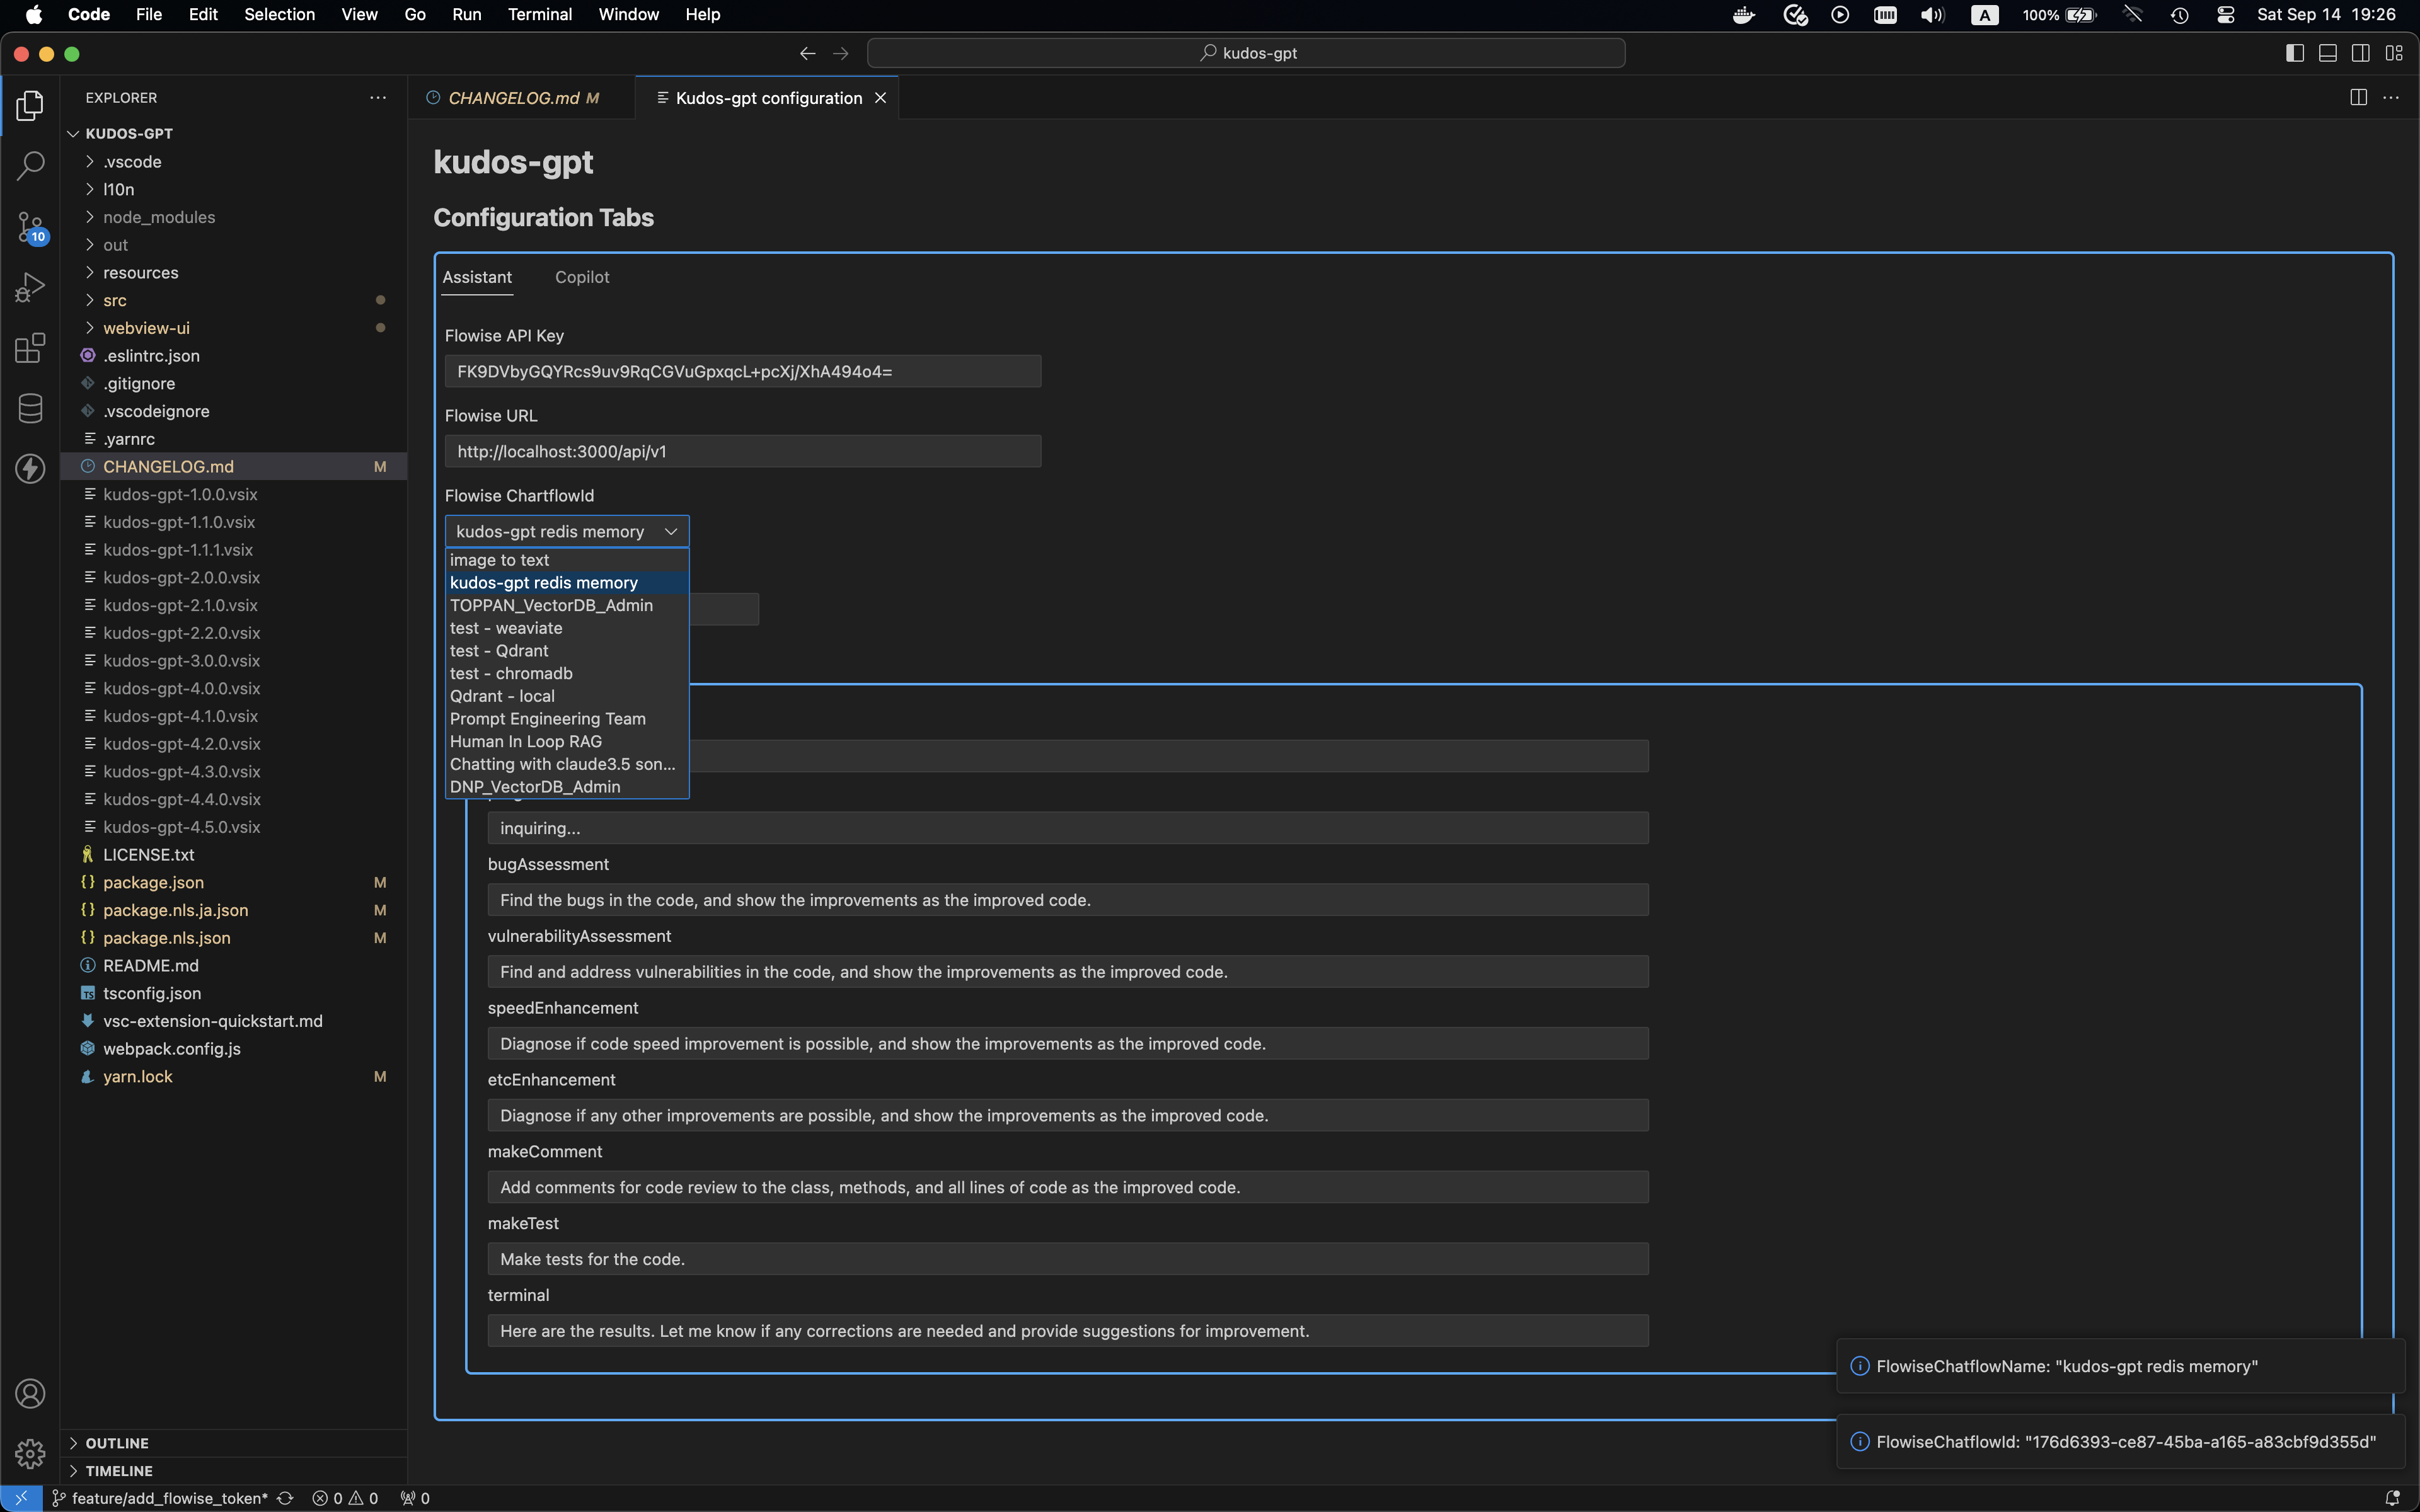 Code File Edit Selection View Go Run Terminal Window Help
A 100% Sat Sep 14 19:26
kudos-gpt
EXPLORER
KUDOS-GPT
.vscode
l10n
node_modules
out
resources
src
webview-ui
.eslintrc.json
.gitignore
.vscodeignore
.yarnrc
CHANGELOG.md M
kudos-gpt-1.0.0.vsix
kudos-gpt-1.1.0.vsix
kudos-gpt-1.1.1.vsix
kudos-gpt-2.0.0.vsix
kudos-gpt-2.1.0.vsix
kudos-gpt-2.2.0.vsix
kudos-gpt-3.0.0.vsix
kudos-gpt-4.0.0.vsix
kudos-gpt-4.1.0.vsix
kudos-gpt-4.2.0.vsix
kudos-gpt-4.3.0.vsix
kudos-gpt-4.4.0.vsix
kudos-gpt-4.5.0.vsix
LICENSE.txt
package.json M
package.nls.ja.json M
package.nls.json M
README.md
tsconfig.json
vsc-extension-quickstart.md
webpack.config.js
yarn.lock M
OUTLINE
TIMELINE
10
CHANGELOG.md M
Kudos-gpt configuration
kudos-gpt
Configuration Tabs
Assistant Copilot
Flowise API Key
FK9DVbyGQYRcs9uv9RqCGVuGpxqcL+pcXj/XhA494o4=
Flowise URL
http://localhost:3000/api/v1
Flowise ChartflowId
kudos-gpt redis memory
image to text
kudos-gpt redis memory
TOPPAN_VectorDB_Admin
test - weaviate
test - Qdrant
test - chromadb
Qdrant - local
Prompt Engineering Team
Human In Loop RAG
Chatting with claude3.5 son...
DNP_VectorDB_Admin
inquiring...
bugAssessment
Find the bugs in the code, and show the improvements as the improved code.
vulnerabilityAssessment
Find and address vulnerabilities in the code, and show the improvements as the improved code.
speedEnhancement
Diagnose if code speed improvement is possible, and show the improvements as the improved code.
etcEnhancement
Diagnose if any other improvements are possible, and show the improvements as the improved code.
makeComment
Add comments for code review to the class, methods, and all lines of code as the improved code.
makeTest
Make tests for the code.
terminal
Here are the results. Let me know if any corrections are needed and provide suggestions for improvement.
FlowiseChatflowName: "kudos-gpt redis memory"
FlowiseChatflowId: "176d6393-ce87-45ba-a165-a83cbf9d355d"
feature/add_flowise_token* 0 0 0